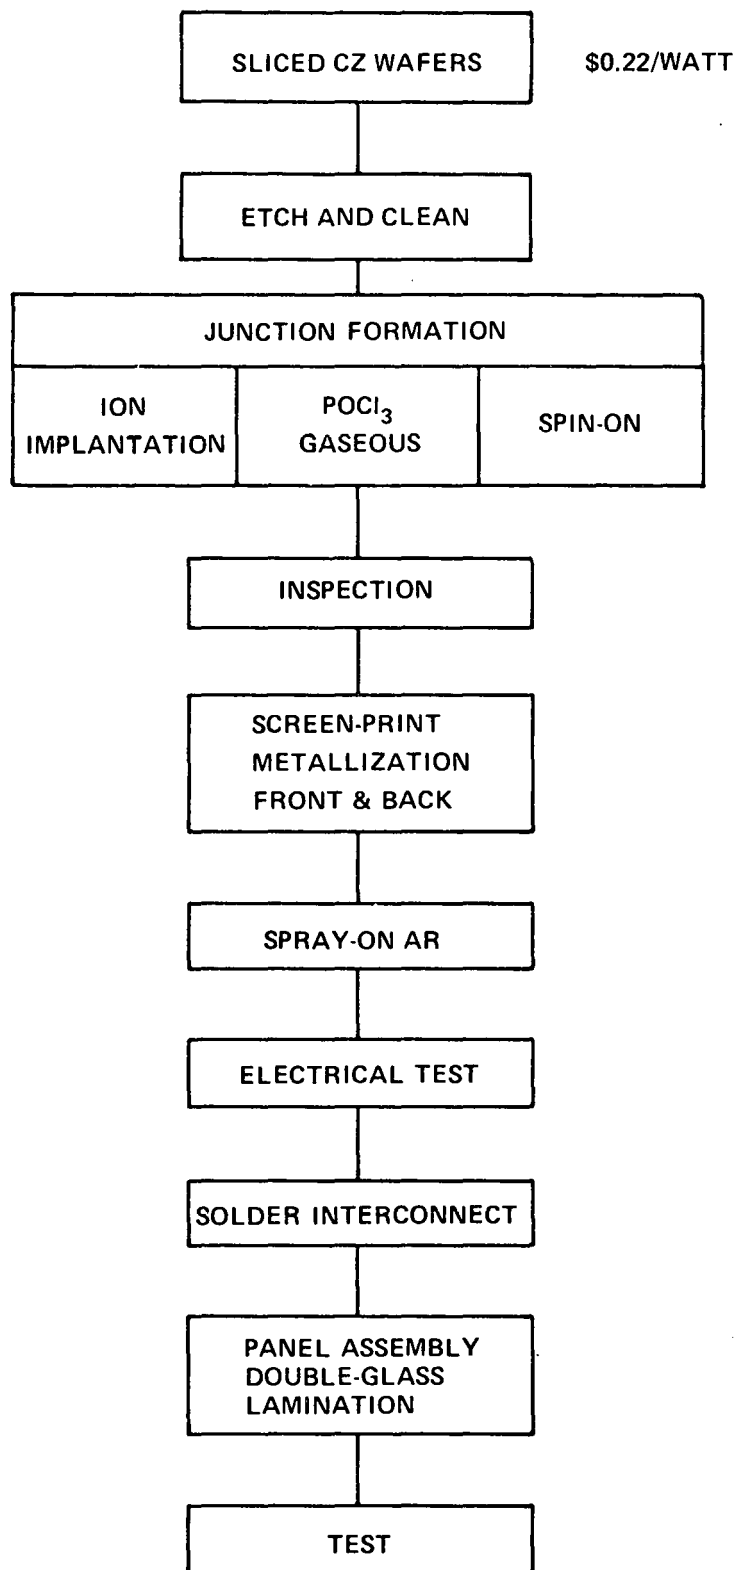 SLICED CZ WAFERS $0.22/WATT
ETCH AND CLEAN
JUNCTION FORMATION
ION
IMPLANTATION
POCl₃
GASEOUS
SPIN-ON
INSPECTION
SCREEN-PRINT
METALLIZATION
FRONT & BACK
SPRAY-ON AR
ELECTRICAL TEST
SOLDER INTERCONNECT
PANEL ASSEMBLY
DOUBLE-GLASS
LAMINATION
TEST